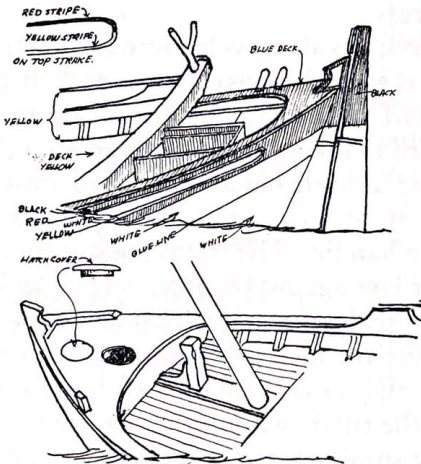 RED STRIPE
YELLOW STRIPE
ON TOP STRAKE.
BLUE DECK
BLACK
YELLOW
DECK
YELLOW
BLACK
RED
WHITE
YELLOW
WHITE
BLUE LINE
WHITE
HATCH COVER